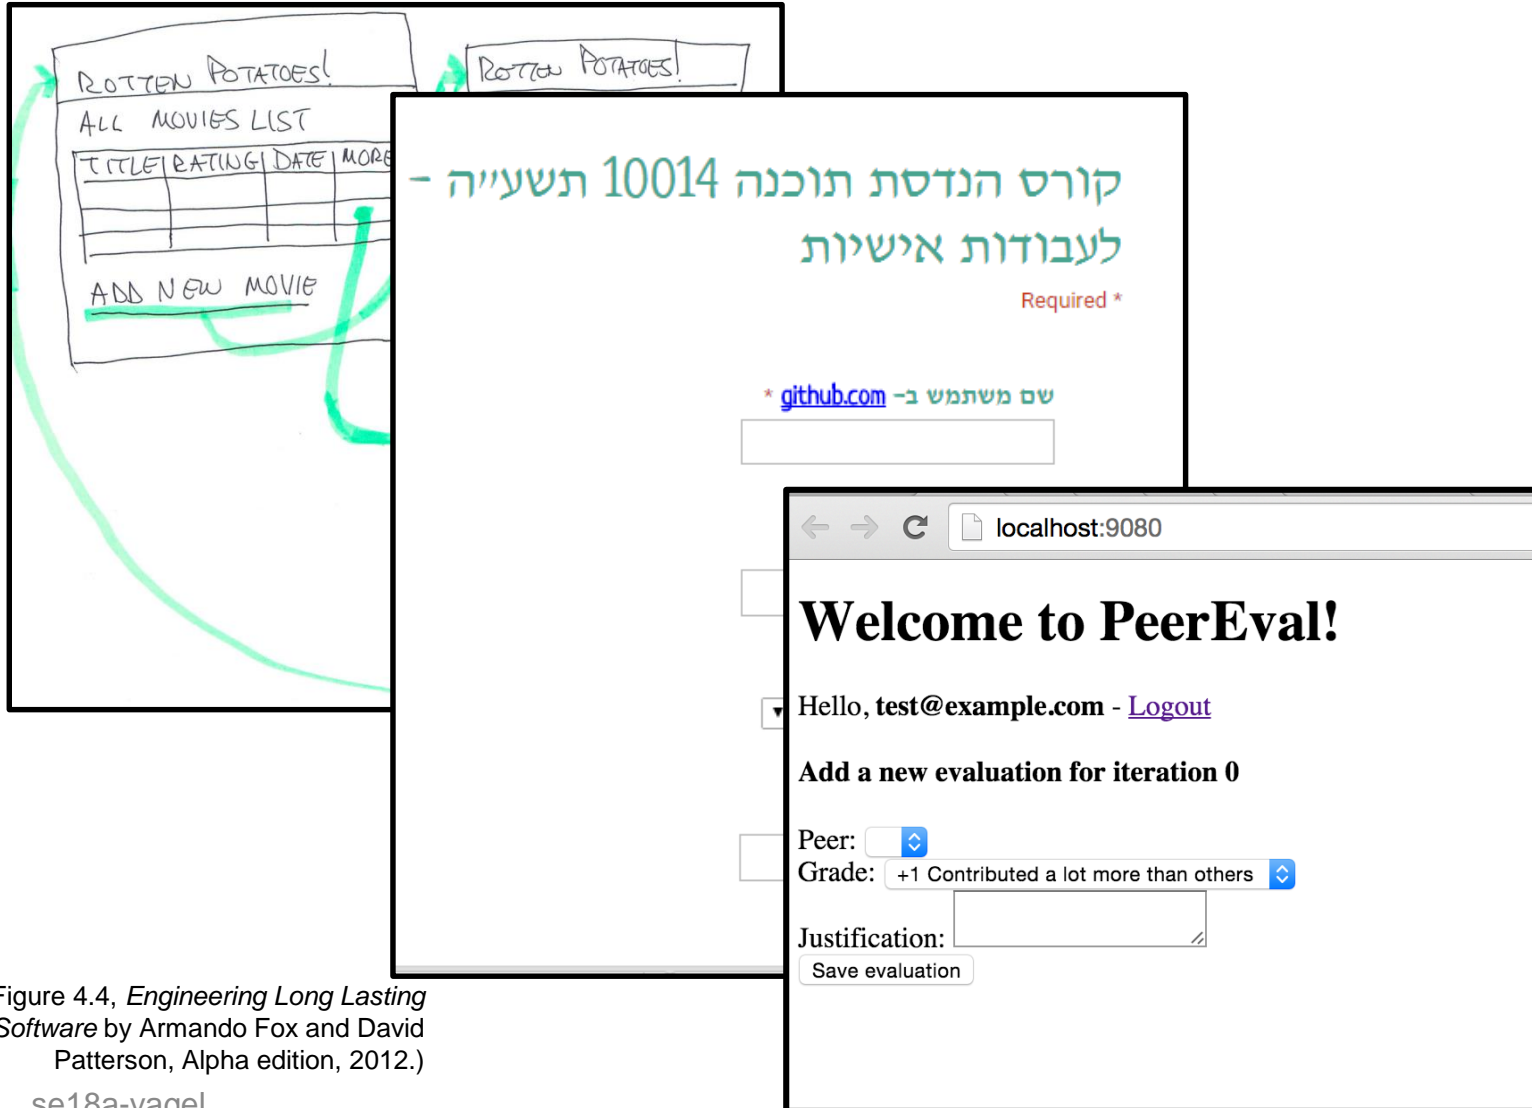 ROTTEN POTATOES!
ALL MOVIES LIST
TITLE RATING DATE MORE
ADD NEW MOVIE
ROTTEN POTATOES!
קורס הנדסת תוכנה 10014 תשע״ה -
לעבודות אישיות
Required *
שם משתמש ב- github.com *
localhost:9080
Welcome to PeerEval!
Hello, test@example.com - Logout
Add a new evaluation for iteration 0
Peer:
Grade: +1 Contributed a lot more than others
Justification:
Save evaluation
Figure 4.4, Engineering Long Lasting
Software by Armando Fox and David
Patterson, Alpha edition, 2012.)
se18a-yagel